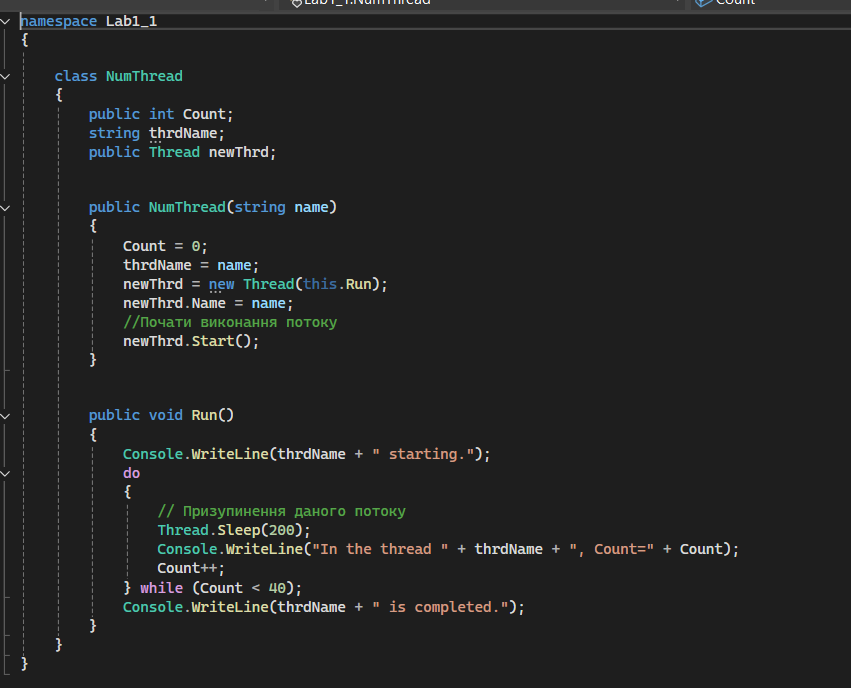 Lab1_1.NumThread
Count
namespace Lab1_1
{
class NumThread
{
public int Count;
string thrdName;
public Thread newThrd;
public NumThread(string name)
{
Count = 0;
thrdName = name;
newThrd = new Thread(this.Run);
newThrd.Name = name;
//Почати виконання потоку
newThrd.Start();
}
public void Run()
{
Console.WriteLine(thrdName + " starting.");
do
{
// Призупинення даного потоку
Thread.Sleep(200);
Console.WriteLine("In the thread " + thrdName + ", Count=" + Count);
Count++;
} while (Count < 40);
Console.WriteLine(thrdName + " is completed.");
}
}
}